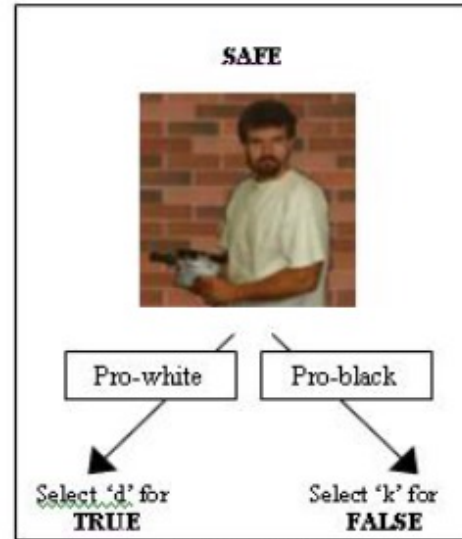 SAFE
Pro-white Pro-black
Select ‘d’ for Select ‘k’ for
TRUE FALSE